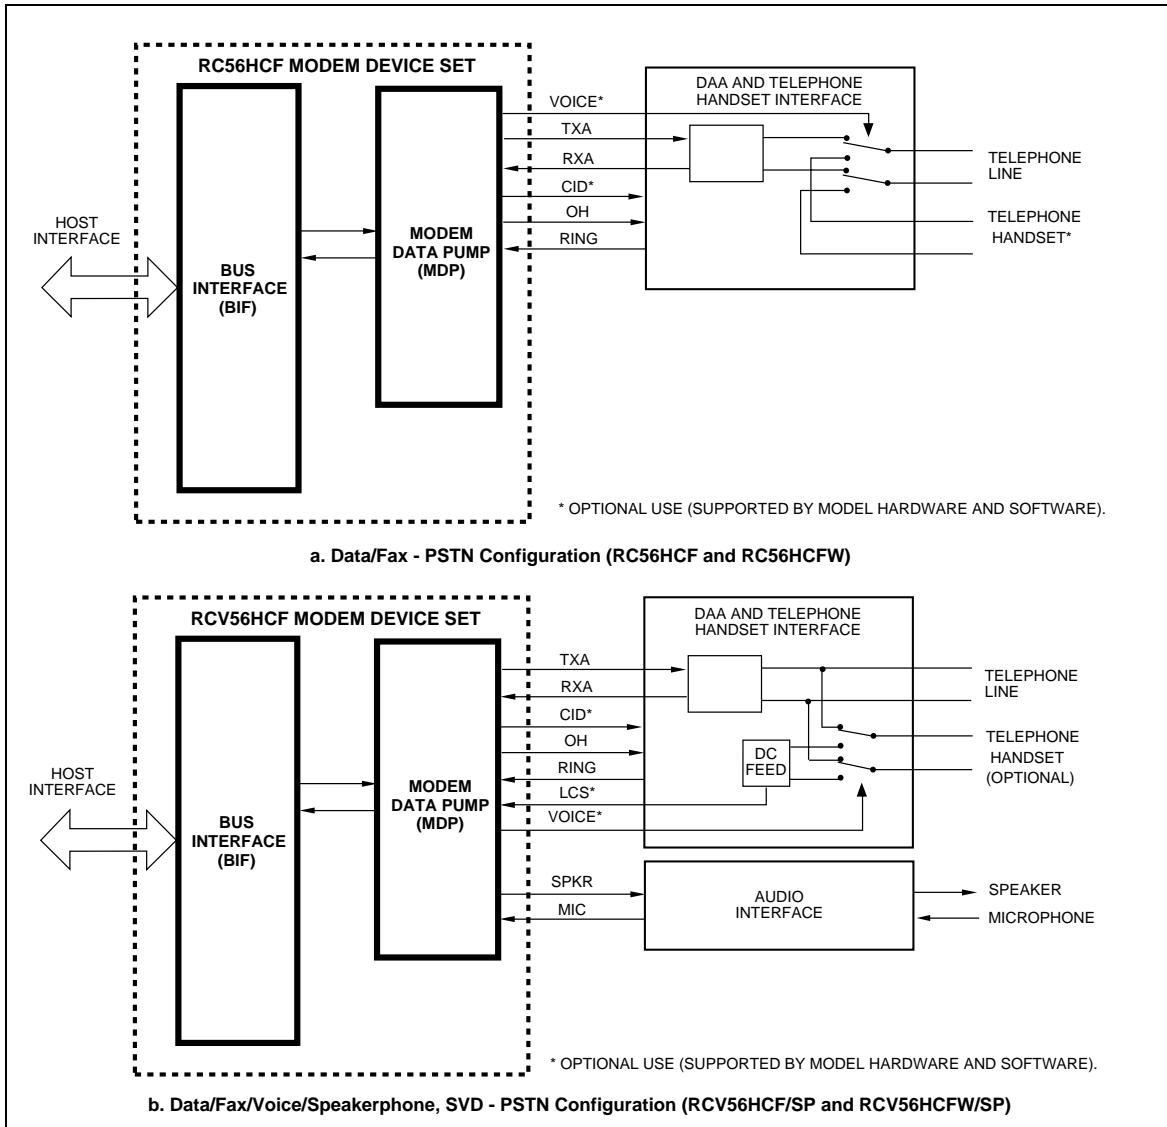 RC56HCF MODEM DEVICE SET
HOST
INTERFACE
BUS
INTERFACE
(BIF)
MODEM
DATA PUMP
(MDP)
VOICE*
TXA
RXA
CID*
OH
RING
DAA AND TELEPHONE
HANDSET INTERFACE
TELEPHONE
LINE
TELEPHONE
HANDSET*
* OPTIONAL USE (SUPPORTED BY MODEL HARDWARE AND SOFTWARE).
a. Data/Fax - PSTN Configuration (RC56HCF and RC56HCFW)
RCV56HCF MODEM DEVICE SET
HOST
INTERFACE
BUS
INTERFACE
(BIF)
MODEM
DATA PUMP
(MDP)
TXA
RXA
CID*
OH
RING
LCS*
VOICE*
SPKR
MIC
DAA AND TELEPHONE
HANDSET INTERFACE
DC
FEED
TELEPHONE
LINE
TELEPHONE
HANDSET
(OPTIONAL)
AUDIO
INTERFACE
SPEAKER
MICROPHONE
* OPTIONAL USE (SUPPORTED BY MODEL HARDWARE AND SOFTWARE).
b. Data/Fax/Voice/Speakerphone, SVD - PSTN Configuration (RCV56HCF/SP and RCV56HCFW/SP)